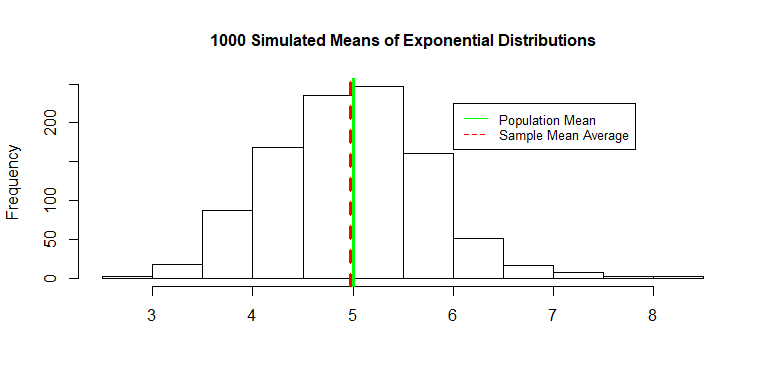 1000 Simulated Means of Exponential Distributions
Frequency
200
100
50
0
Population Mean
Sample Mean Average
3 4 5 6 7 8